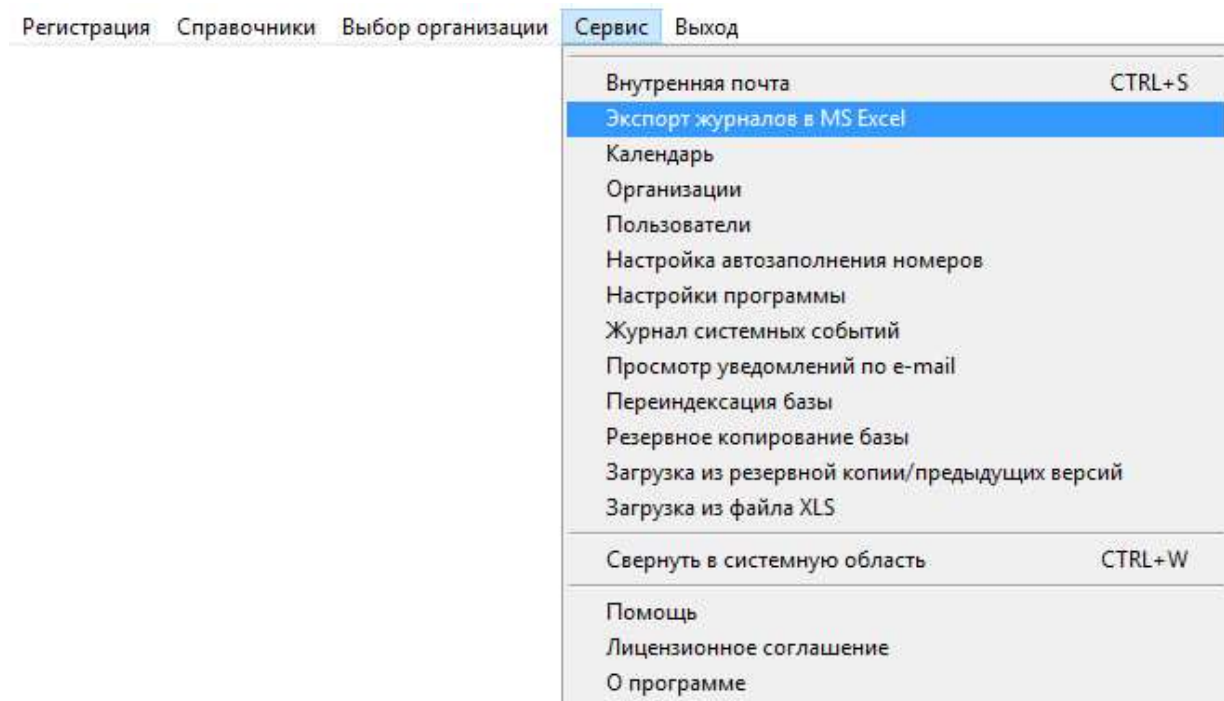 Регистрация Справочники Выбор организации Сервис Выход
Внутренняя почта CTRL+S
Экспорт журналов в MS Excel
Календарь
Организации
Пользователи
Настройка автозаполнения номеров
Настройки программы
Журнал системных событий
Просмотр уведомлений по e-mail
Переиндексация базы
Резервное копирование базы
Загрузка из резервной копии/предыдущих версий
Загрузка из файла XLS
Свернуть в системную область CTRL+W
Помощь
Лицензионное соглашение
О программе